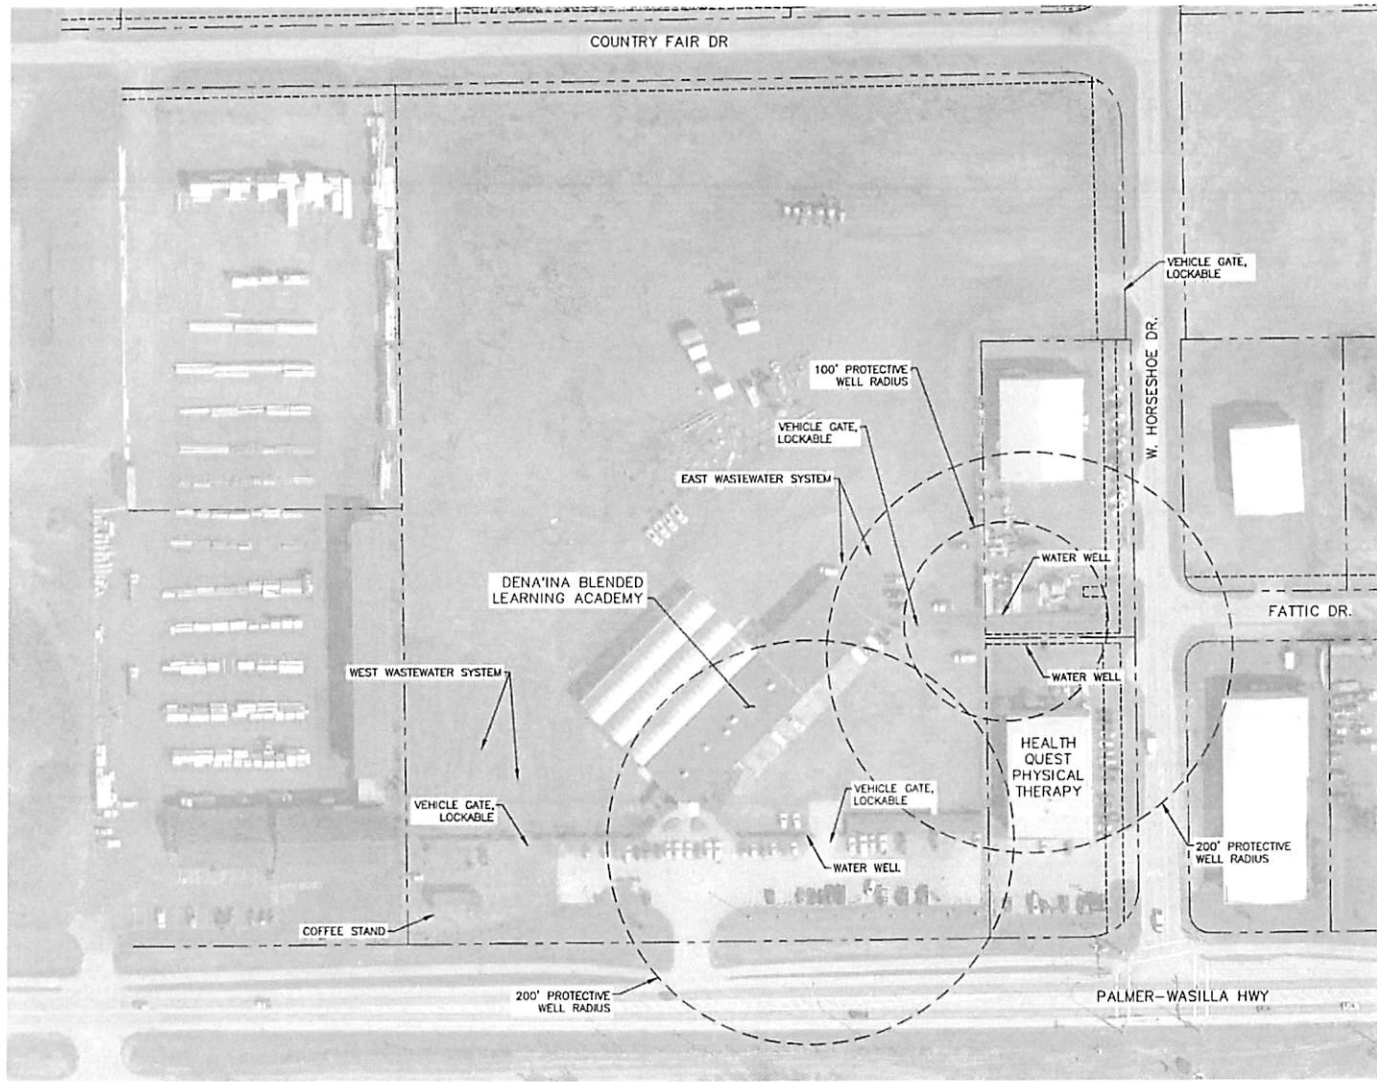 COUNTRY FAIR DR
VEHICLE GATE,
LOCKABLE
W. HORSESHOE DR.
100' PROTECTIVE
WELL RADIUS
VEHICLE GATE,
LOCKABLE
EAST WASTEWATER SYSTEM
WATER WELL
DENA'INA BLENDED
LEARNING ACADEMY
FATTIC DR.
WEST WASTEWATER SYSTEM
WATER WELL
HEALTH
QUEST
PHYSICAL
THERAPY
VEHICLE GATE,
LOCKABLE
VEHICLE GATE,
LOCKABLE
200' PROTECTIVE
WELL RADIUS
WATER WELL
COFFEE STAND
200' PROTECTIVE
WELL RADIUS
PALMER-WASILLA HWY